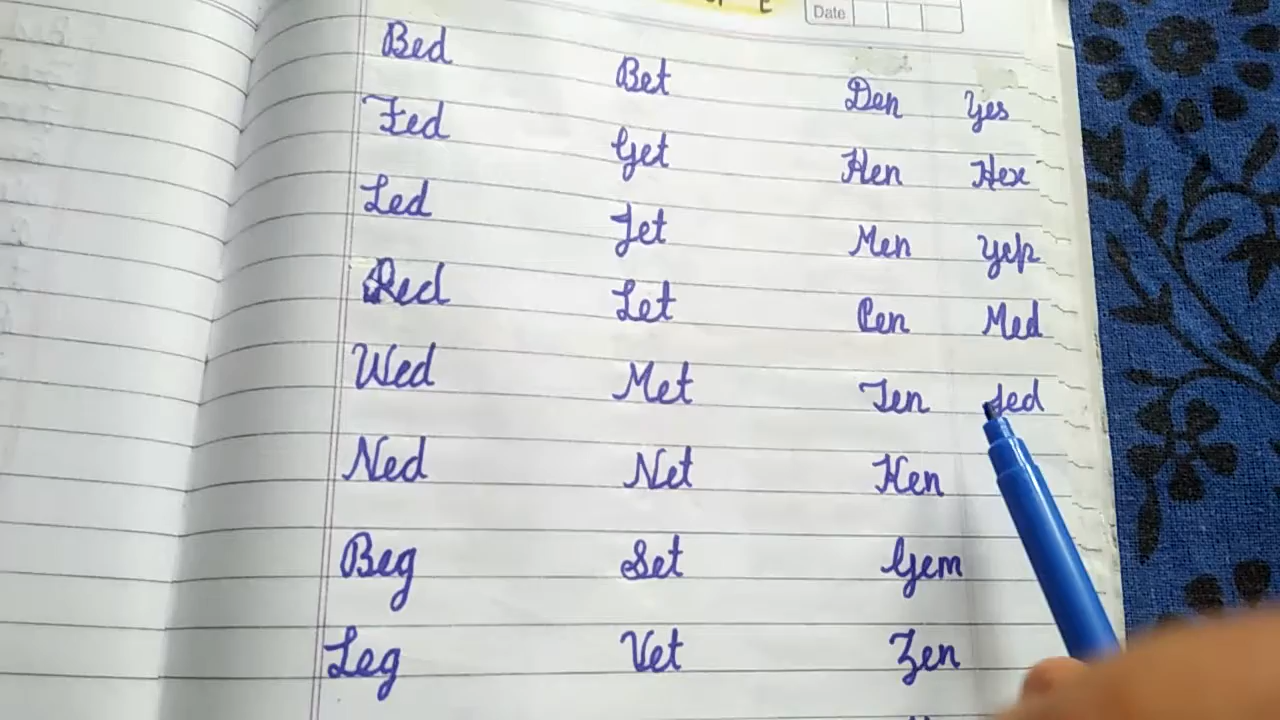 Date
Bed Bet Den Yes
Fed Get Hen Hex
Led Jet Men Yep
Red Let Pen Med
Wed Met Ten Jed
Ned Net Ken
Beg Set Gem
Leg Vet Zen